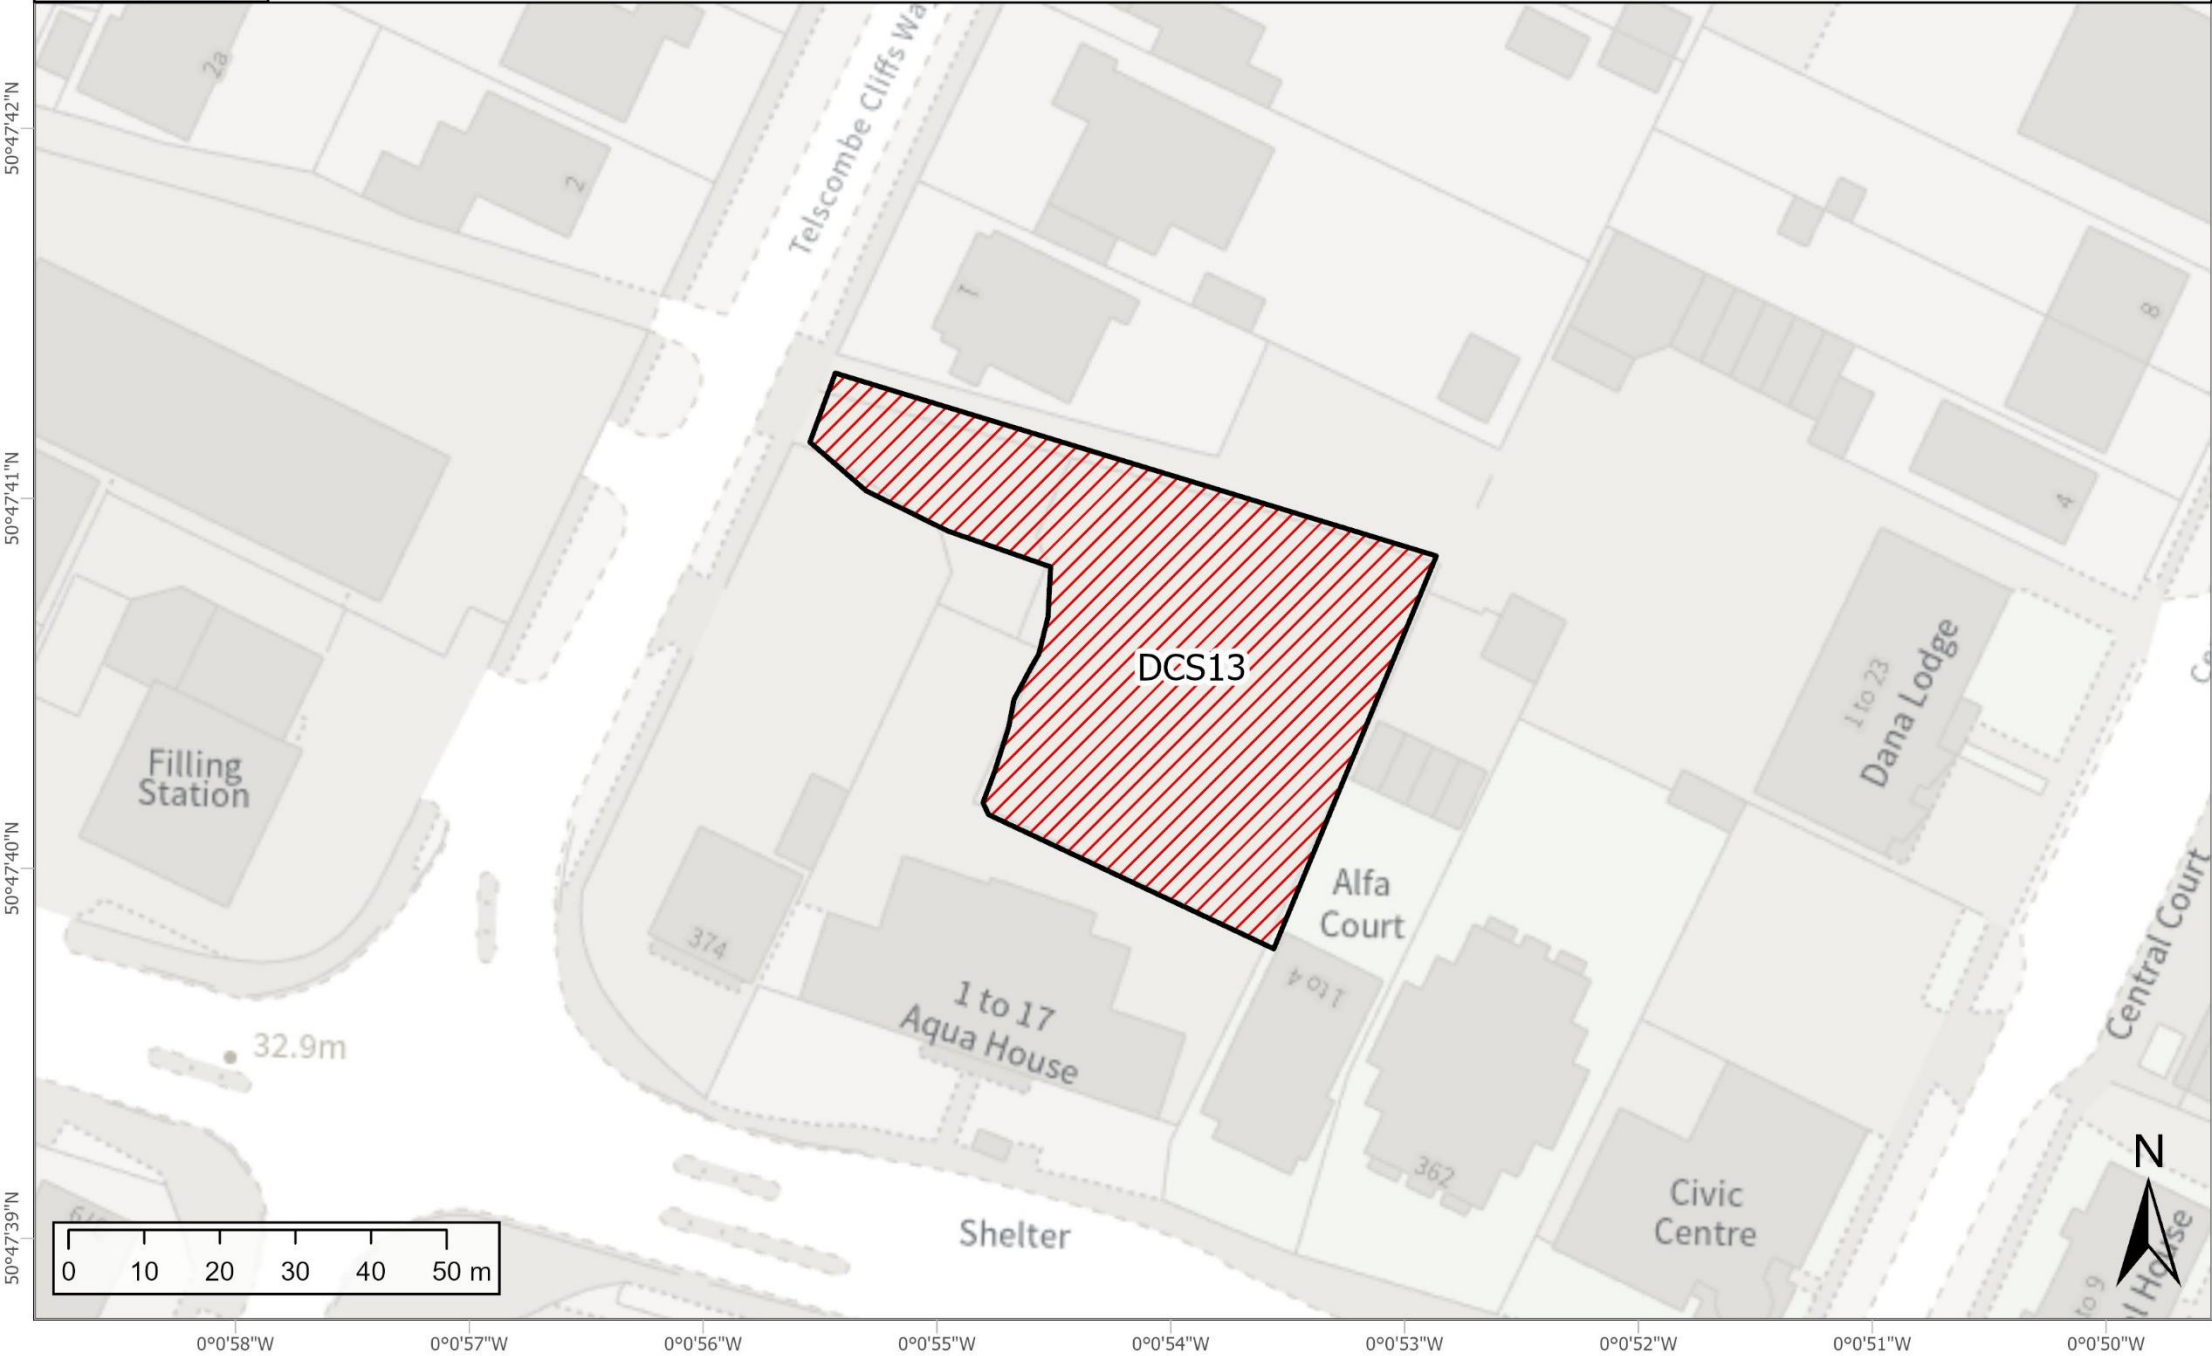 2a
Telscombe Cliffs Wa
50°47'42"N
2
1
8
50°47'41"N
4
DCS13
1 to 23
Dana Lodge
Filling
Station
50°47'40"N
Alfa
Court
374
1 to 4
1 to 17
Aqua House
Central Court
32.9m
362
Civic
Centre
N
Shelter
50°47'39"N
0 10 20 30 40 50 m
to 9
l House
0°0'58"W 0°0'57"W 0°0'56"W 0°0'55"W 0°0'54"W 0°0'53"W 0°0'52"W 0°0'51"W 0°0'50"W